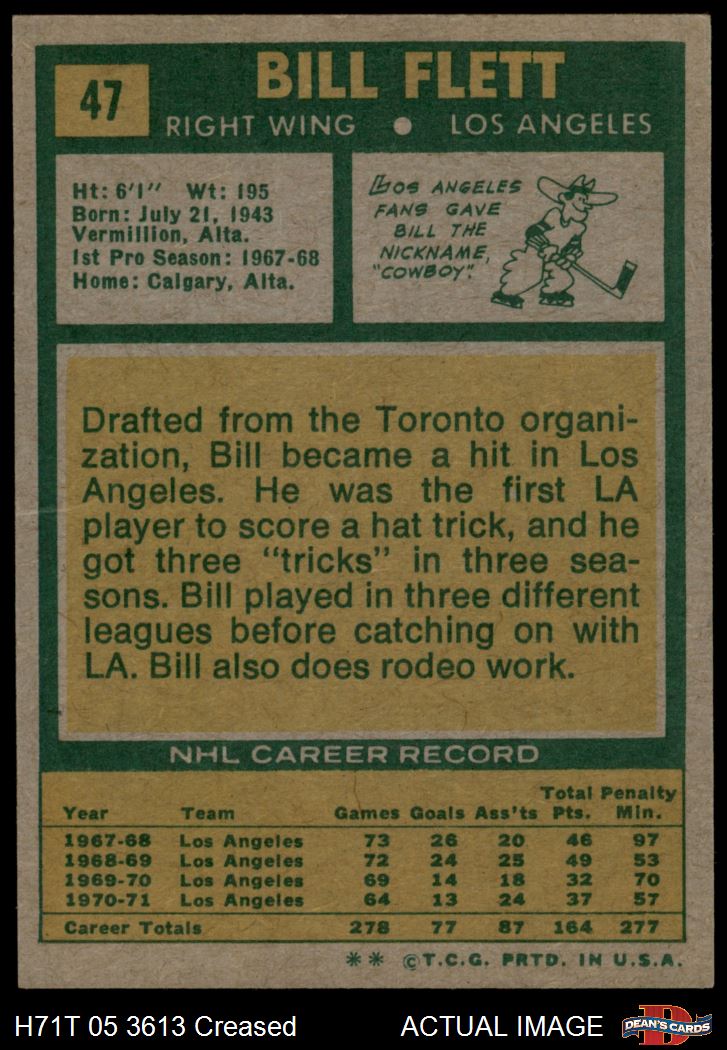 47
BILL FLETT
RIGHT WING ● LOS ANGELES
Ht: 6'1" Wt: 195
Born: July 21, 1943
Vermillion, Alta.
1st Pro Season: 1967-68
Home: Calgary, Alta.
LOS ANGELES
FANS GAVE
BILL THE
NICKNAME,
"COWBOY".
Drafted from the Toronto organi-
zation, Bill became a hit in Los
Angeles. He was the first LA
player to score a hat trick, and he
got three "tricks" in three sea-
sons. Bill played in three different
leagues before catching on with
LA. Bill also does rodeo work.
NHL CAREER RECORD
Total Penalty
Year Team Games Goals Ass'ts Pts. Min.
1967-68 Los Angeles 73 26 20 46 97
1968-69 Los Angeles 72 24 25 49 53
1969-70 Los Angeles 69 14 18 32 70
1970-71 Los Angeles 64 13 24 37 57
Career Totals 278 77 87 164 277
** ©T.C.G. PRTD. IN U.S.A.
H71T 05 3613 Creased ACTUAL IMAGE
D
DEAN'S CARDS